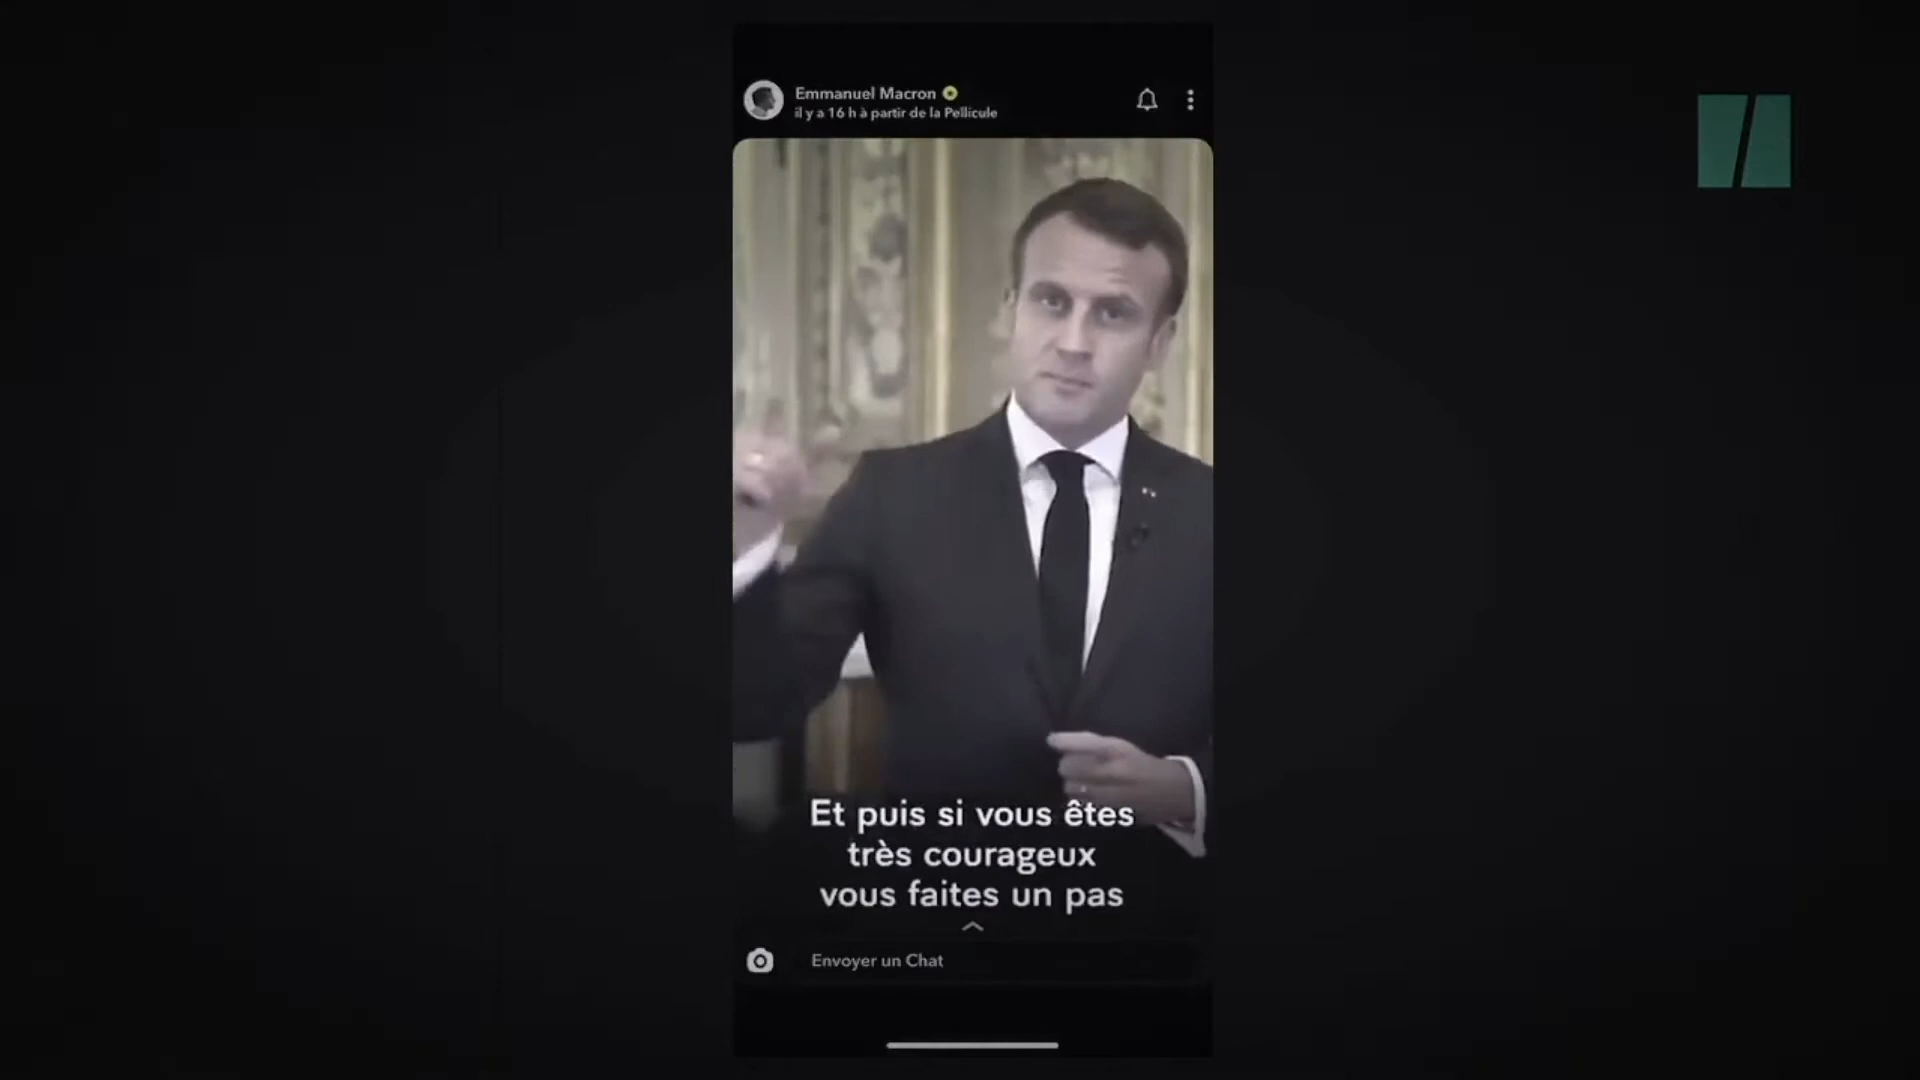 Emmanuel Macron
il y a 16 h à partir de la Pellicule
Et puis si vous êtes
très courageux
vous faites un pas
Envoyer un Chat